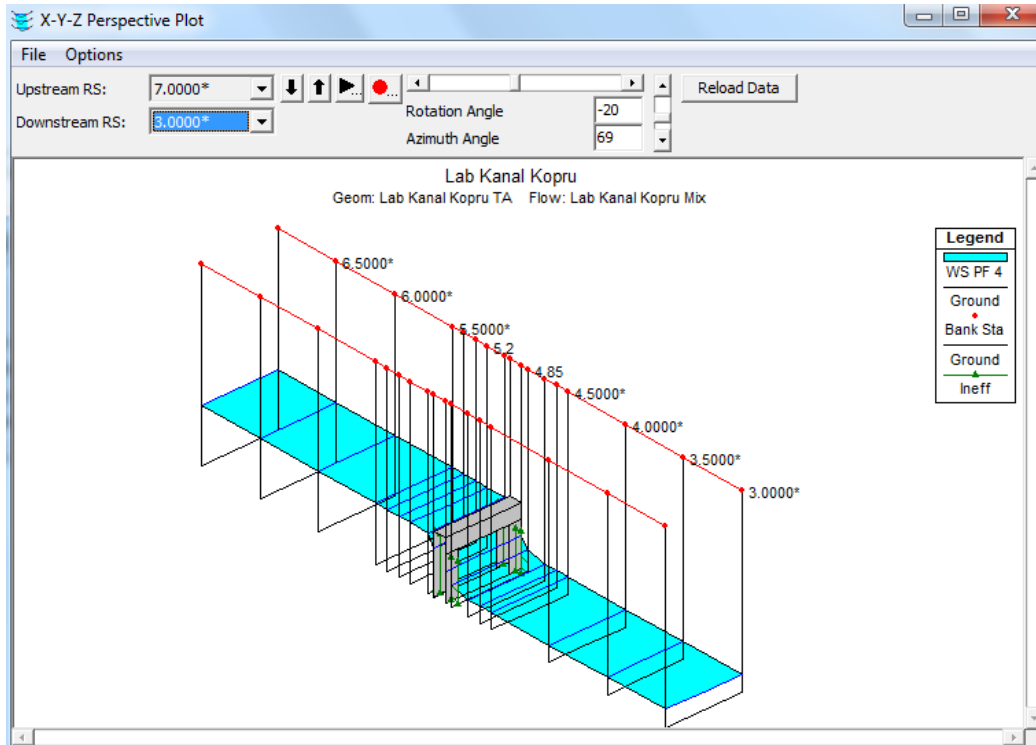 X-Y-Z Perspective Plot
File Options
Upstream RS: 7.0000*
Downstream RS: 3.0000*
Rotation Angle -20
Azimuth Angle 69
Reload Data
Lab Kanal Kopru
Geom: Lab Kanal Kopru TA Flow: Lab Kanal Kopru Mix
6.5000*
6.0000*
5.5000*
5.2
4.85
4.5000*
4.0000*
3.5000*
3.0000*
Legend
WS PF 4
Ground
Bank Sta
Ground
Ineff